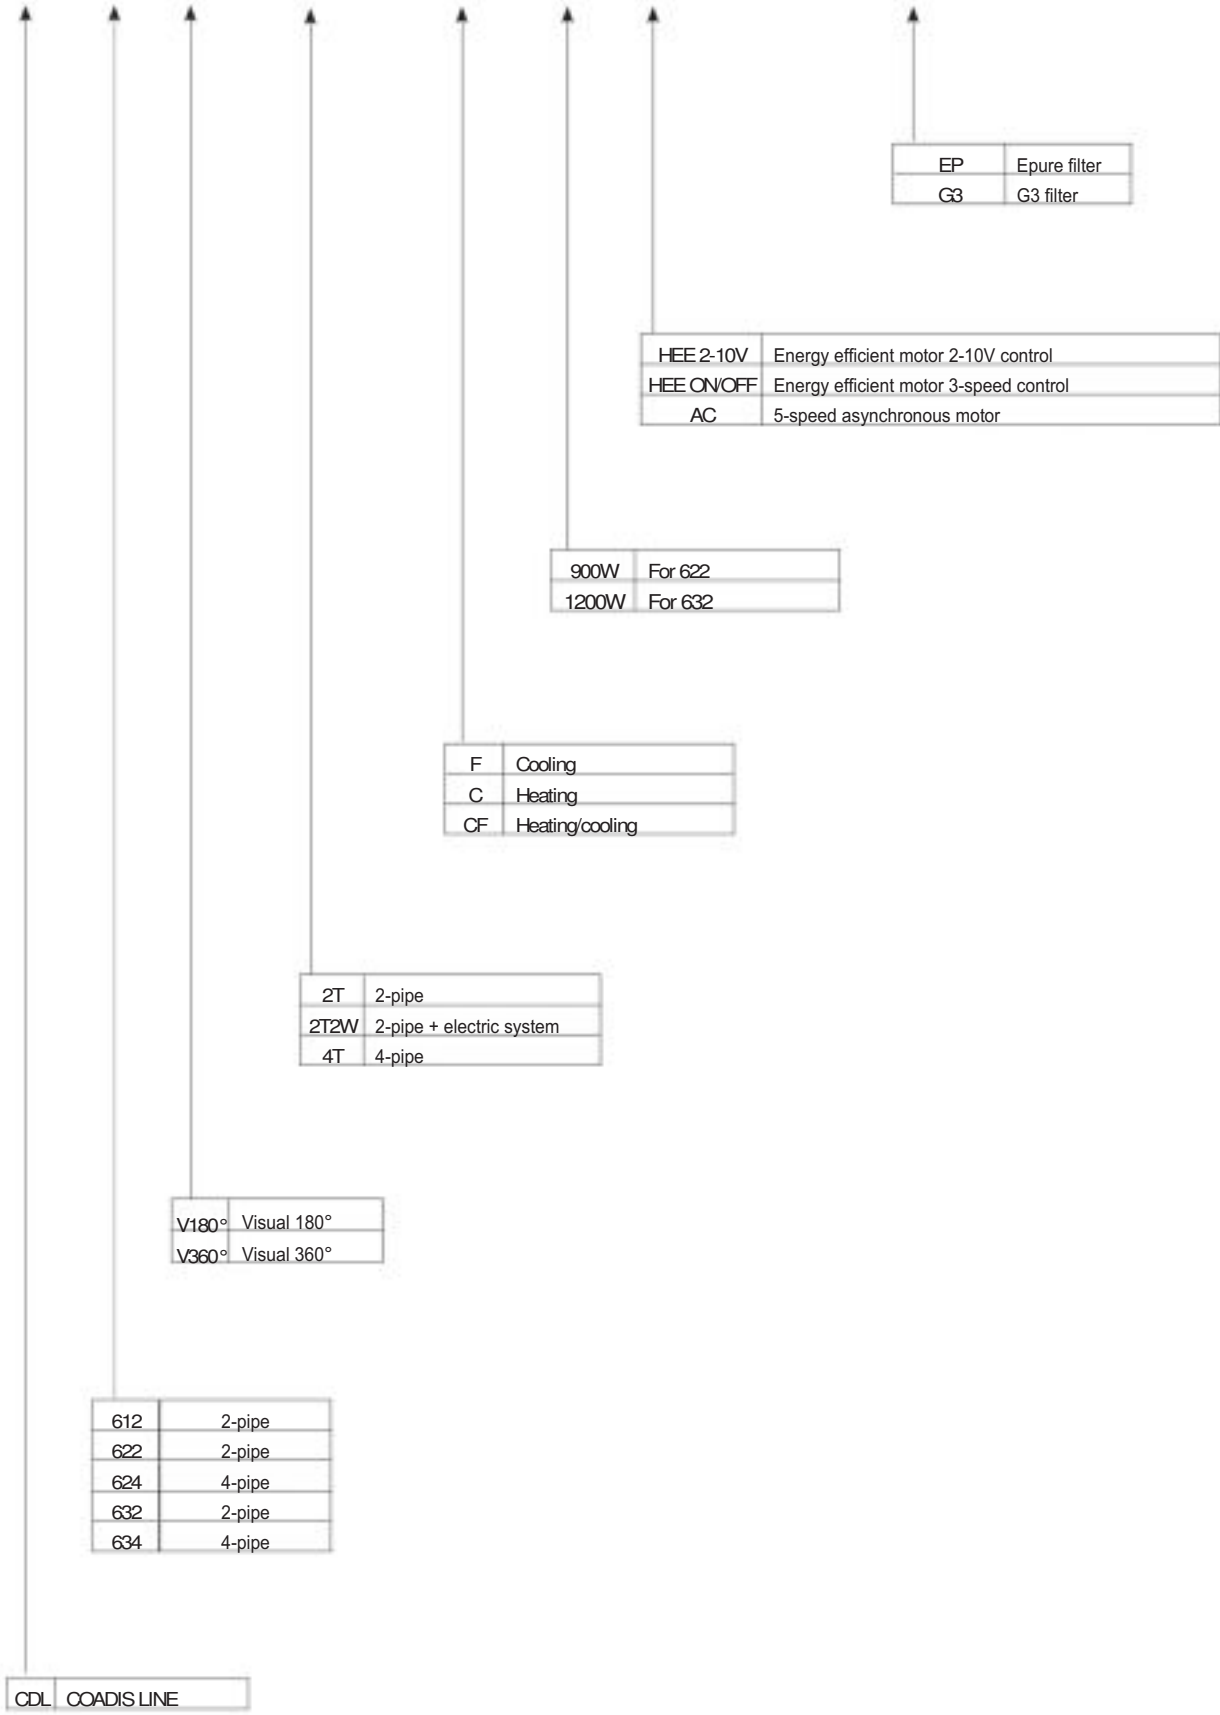 EP Epure filter
G3 G3 filter
HEE 2-10V Energy efficient motor 2-10V control
HEE ON/OFF Energy efficient motor 3-speed control
AC 5-speed asynchronous motor
900W For 622
1200W For 632
F Cooling
C Heating
CF Heating/cooling
2T 2-pipe
2T2W 2-pipe + electric system
4T 4-pipe
V180° Visual 180°
V360° Visual 360°
612 2-pipe
622 2-pipe
624 4-pipe
632 2-pipe
634 4-pipe
CDL COADIS LINE